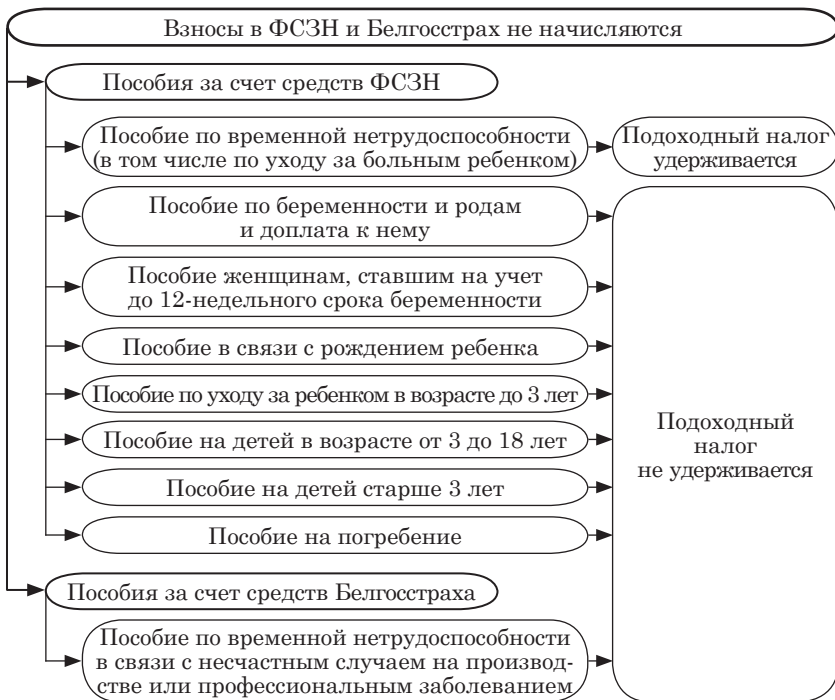 Взносы в ФСЗН и Белгосстрах не начисляются
Пособия за счет средств ФСЗН
Пособие по временной нетрудоспособности
(в том числе по уходу за больным ребенком)
Подоходный налог
удерживается
Пособие по беременности и родам
и доплата к нему
Пособие женщинам, ставшим на учет
до 12-недельного срока беременности
Пособие в связи с рождением ребенка
Пособие по уходу за ребенком в возрасте до 3 лет
Пособие на детей в возрасте от 3 до 18 лет
Пособие на детей старше 3 лет
Пособие на погребение
Подоходный
налог
не удерживается
Пособия за счет средств Белгосстраха
Пособие по временной нетрудоспособности
в связи с несчастным случаем на производ-
стве или профессиональным заболеванием